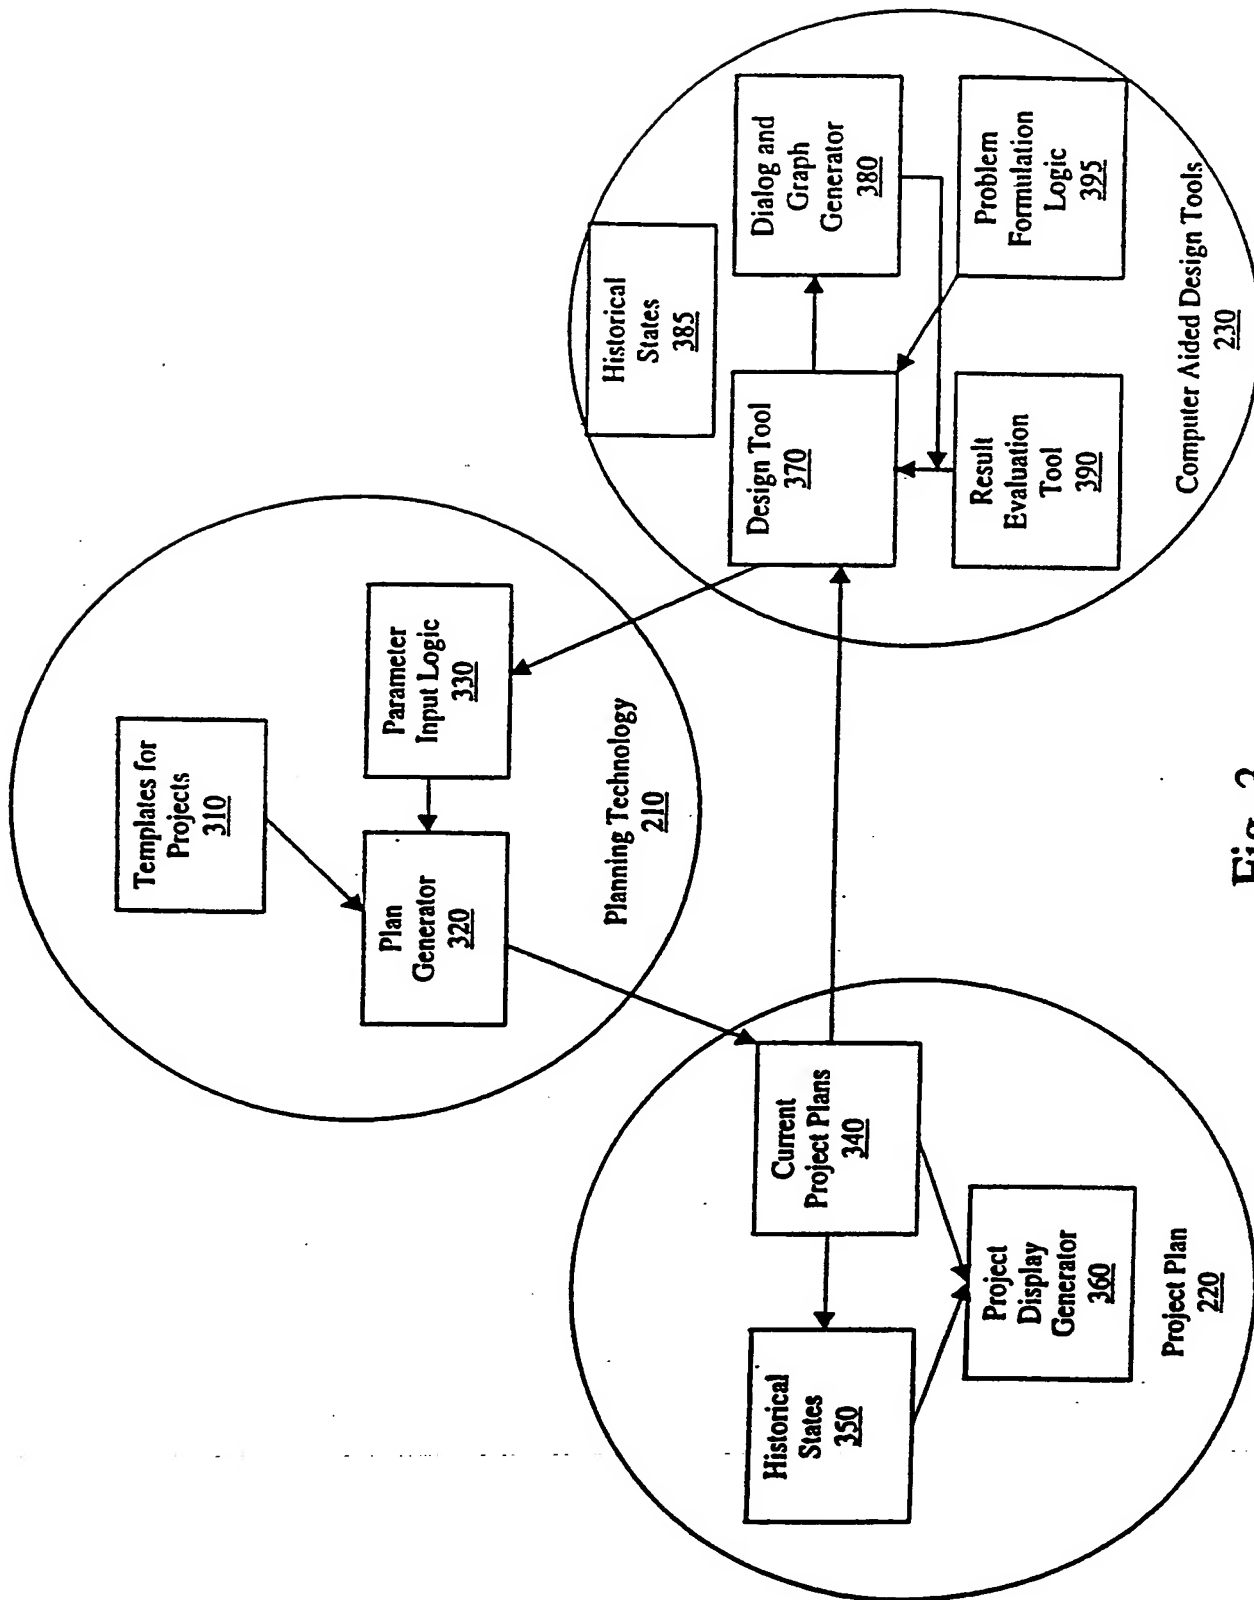 Templates for
Projects
310
Plan
Generator
320
Parameter
Input Logic
330
Planning Technology
210
Historical
States
350
Current
Project Plans
340
Project
Display
Generator
360
Project Plan
220
Historical
States
385
Design Tool
370
Dialog and
Graph
Generator
380
Result
Evaluation
Tool
390
Problem
Formulation
Logic
395
Computer Aided Design Tools
230
Fig.